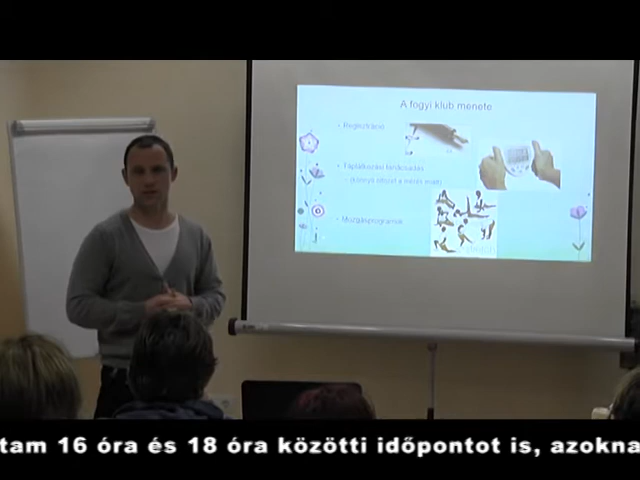 A fogyi klub menete
- Regisztráció
- Táplálkozási tanácsadás
- Mozgásprogramok
tam 16 óra és 18 óra közötti időpontot is, azokna